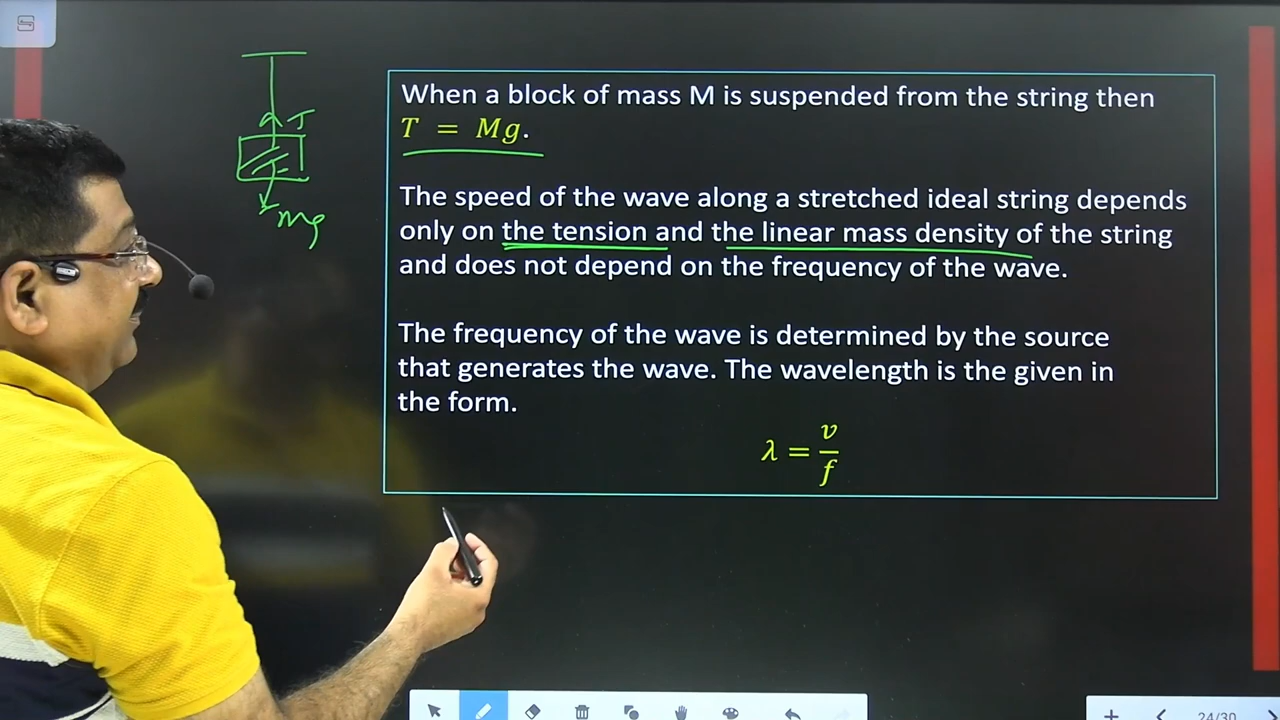 T
mg
When a block of mass M is suspended from the string then
T = Mg.
The speed of the wave along a stretched ideal string depends
only on the tension and the linear mass density of the string
and does not depend on the frequency of the wave.
The frequency of the wave is determined by the source
that generates the wave. The wavelength is the given in
the form.
λ = v/f
24/30